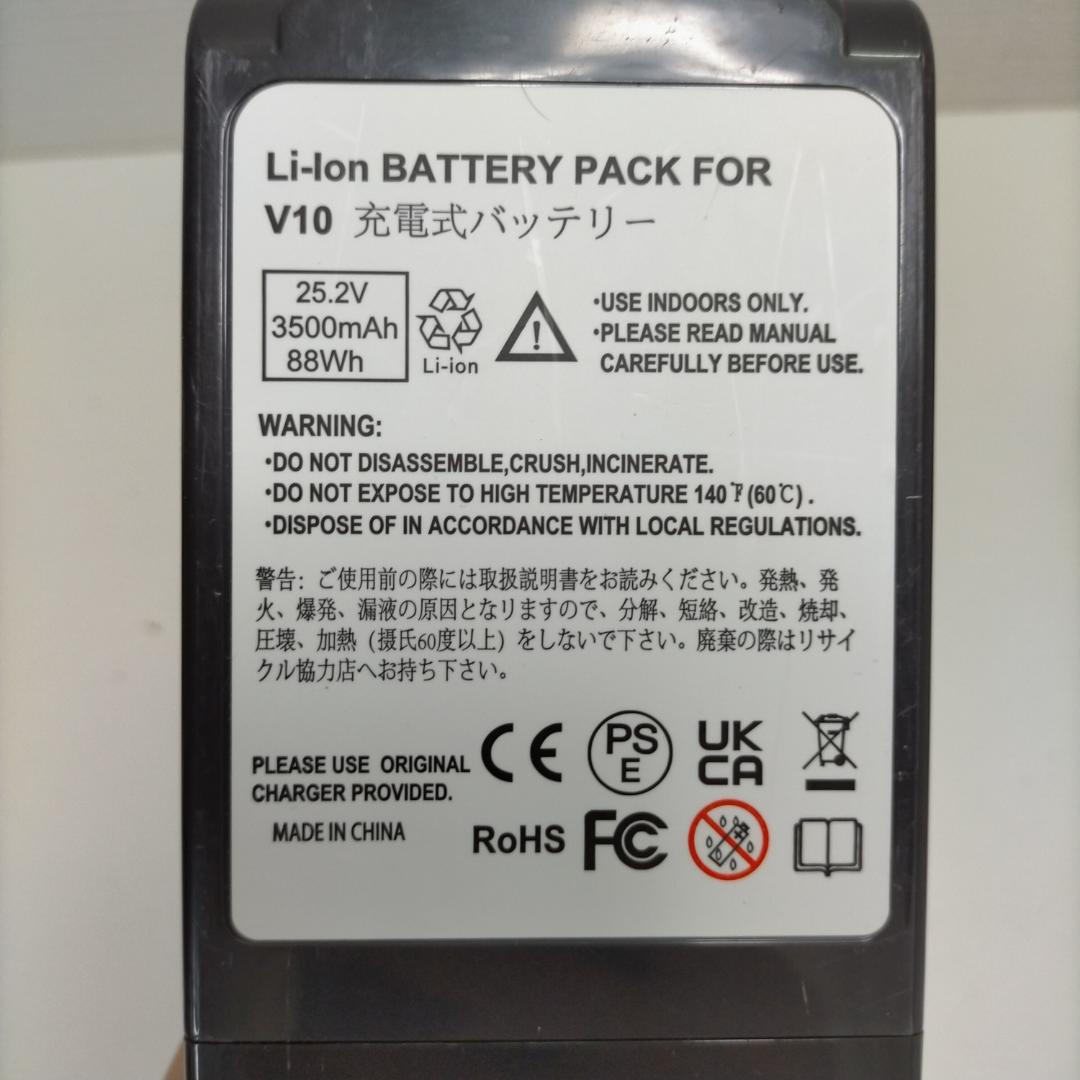 Li-Ion BATTERY PACK FOR
V10 充電式バッテリー
25.2V
3500mAh
88Wh
Li-ion
!
•USE INDOORS ONLY.
•PLEASE READ MANUAL
CAREFULLY BEFORE USE.
WARNING:
•DO NOT DISASSEMBLE,CRUSH,INCINERATE.
•DO NOT EXPOSE TO HIGH TEMPERATURE 140℉(60℃) .
•DISPOSE OF IN ACCORDANCE WITH LOCAL REGULATIONS.
警告: ご使用前の際には取扱説明書をお読みください。発熱、発
火、爆発、漏液の原因となリますので、分解、短絡、改造、焼却、
圧壊、加熱（摄氏60度以上）をしないで下さい。廃棄の際はリサイ
クル協力店へお持ち下さい。
PLEASE USE ORIGINAL
CHARGER PROVIDED.
MADE IN CHINA
CE
PS
E
UK
CA
RoHS
FC